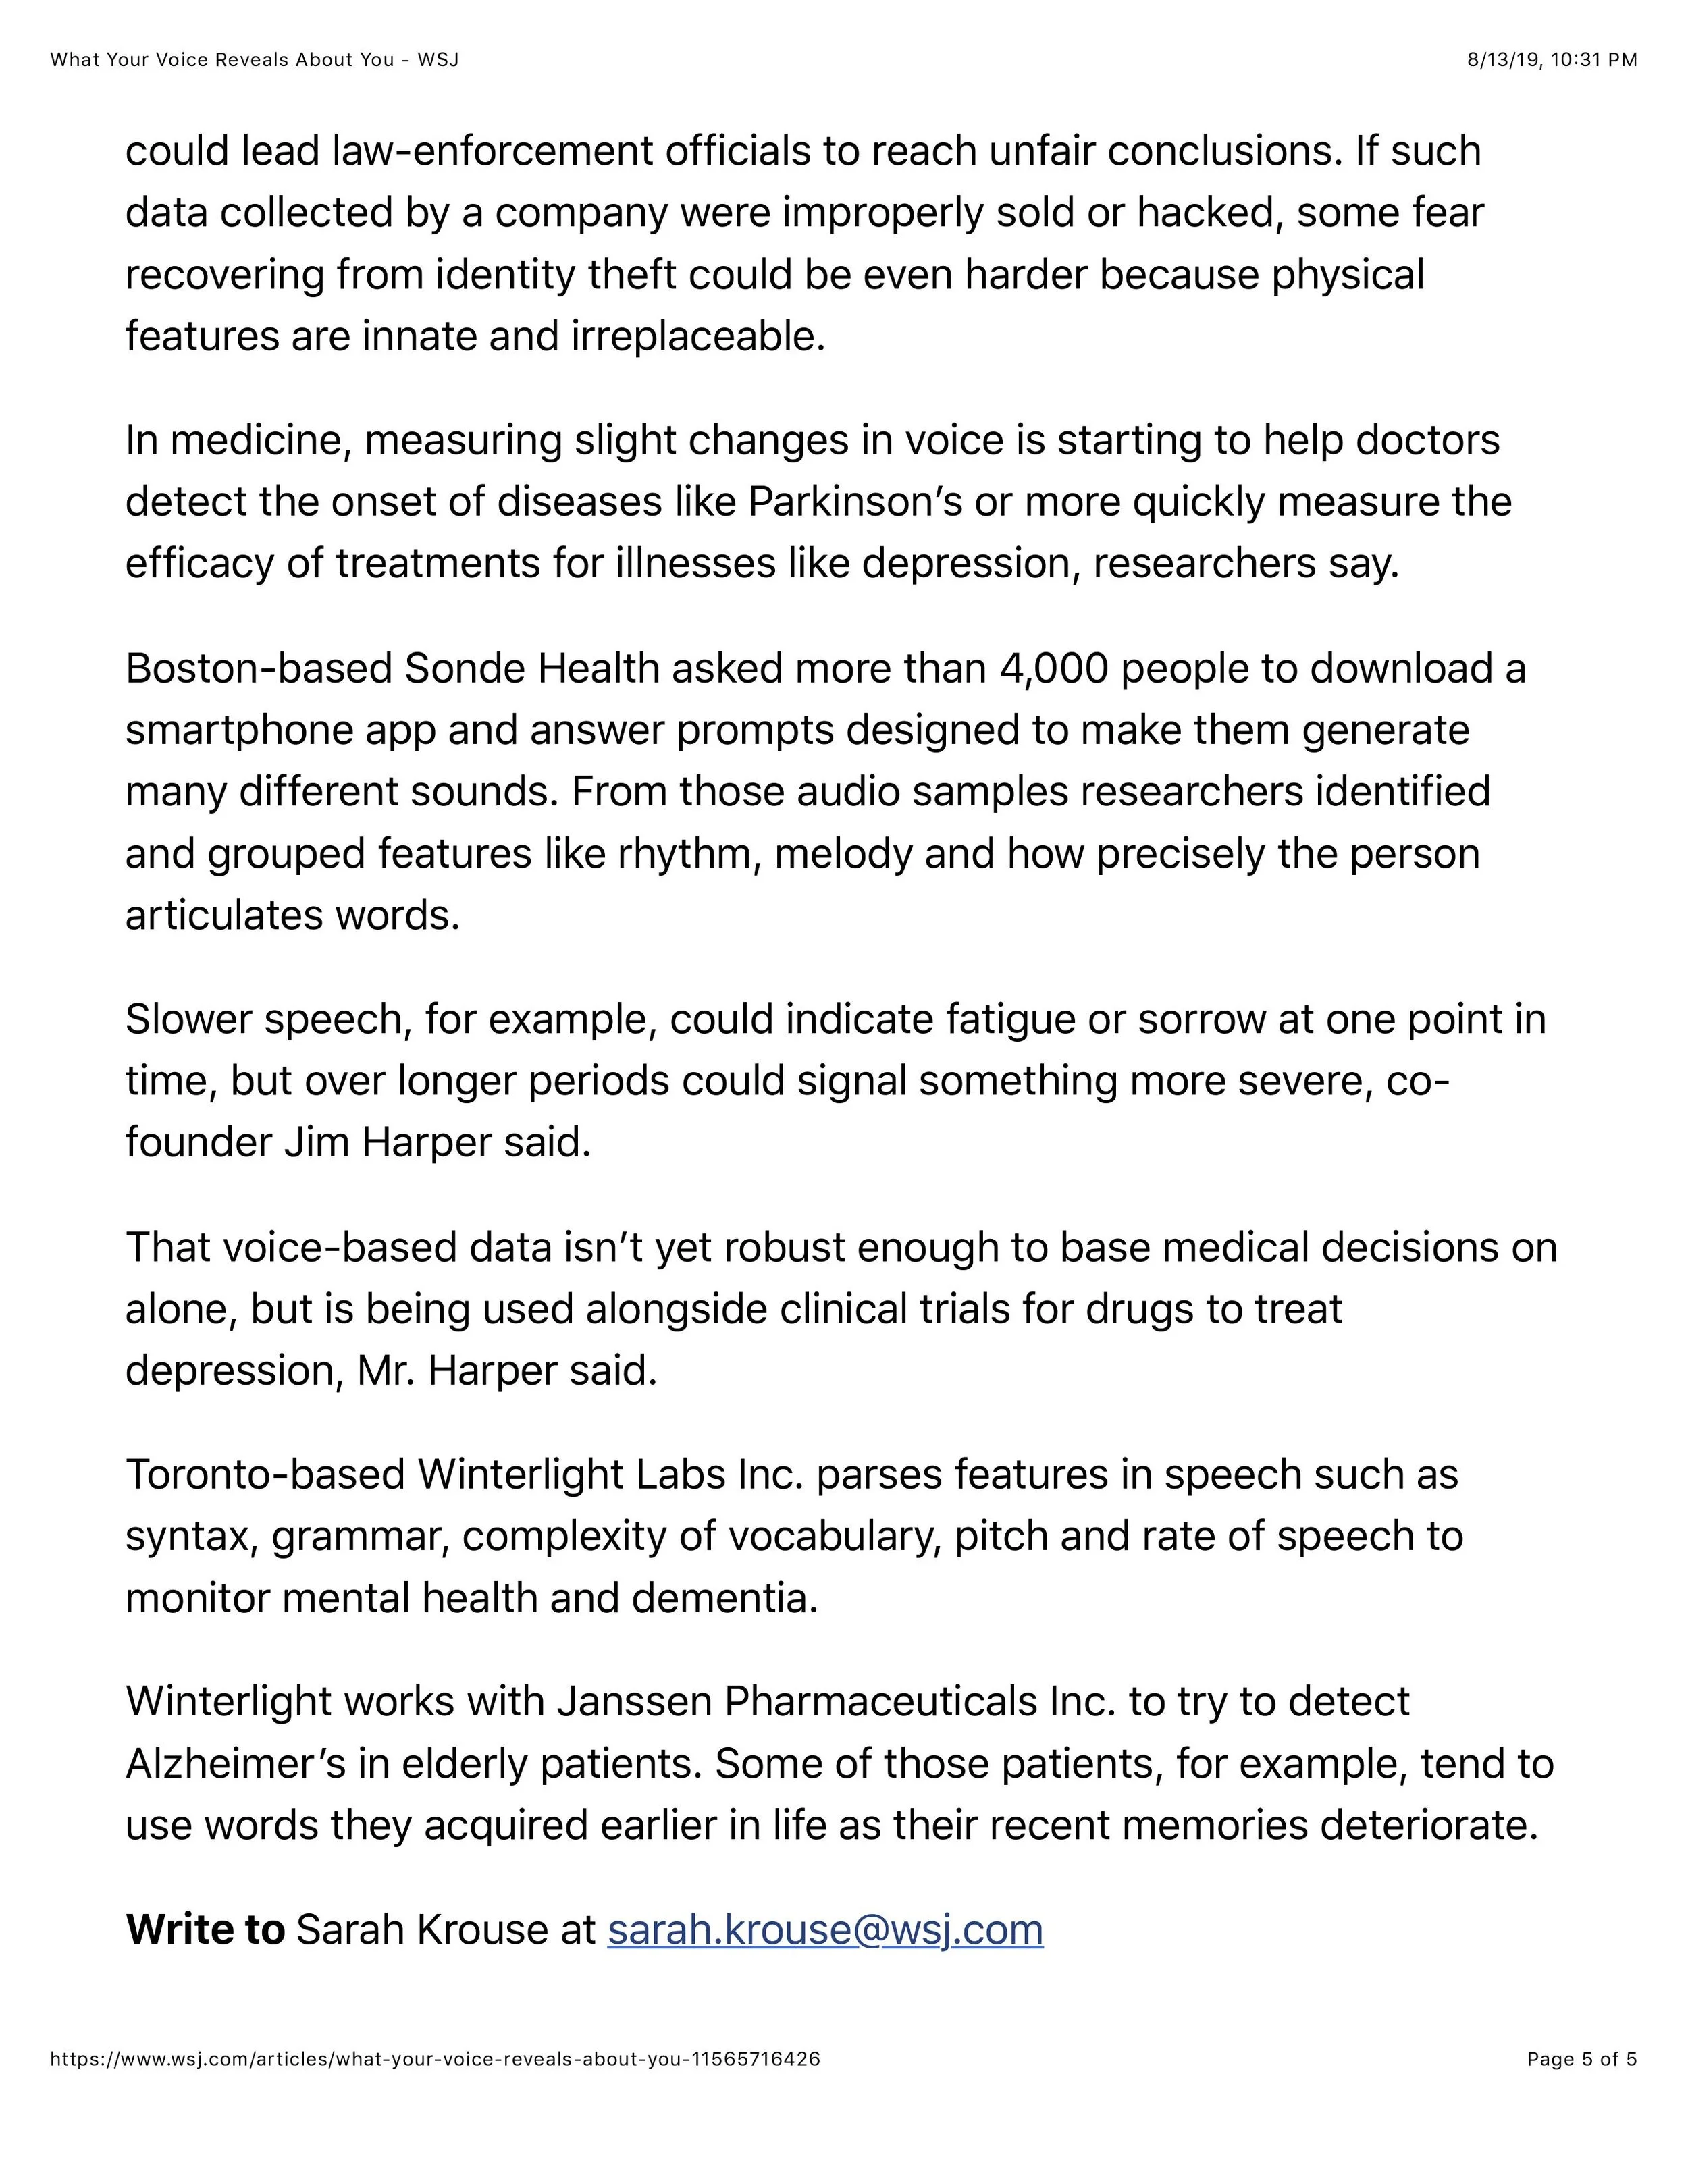 What Your Voice Reveals About You - WSJ
8/13/19, 10:31 PM
could lead law-enforcement officials to reach unfair conclusions. If such
data collected by a company were improperly sold or hacked, some fear
recovering from identity theft could be even harder because physical
features are innate and irreplaceable.
In medicine, measuring slight changes in voice is starting to help doctors
detect the onset of diseases like Parkinson’s or more quickly measure the
efficacy of treatments for illnesses like depression, researchers say.
Boston-based Sonde Health asked more than 4,000 people to download a
smartphone app and answer prompts designed to make them generate
many different sounds. From those audio samples researchers identified
and grouped features like rhythm, melody and how precisely the person
articulates words.
Slower speech, for example, could indicate fatigue or sorrow at one point in
time, but over longer periods could signal something more severe, co-
founder Jim Harper said.
That voice-based data isn’t yet robust enough to base medical decisions on
alone, but is being used alongside clinical trials for drugs to treat
depression, Mr. Harper said.
Toronto-based Winterlight Labs Inc. parses features in speech such as
syntax, grammar, complexity of vocabulary, pitch and rate of speech to
monitor mental health and dementia.
Winterlight works with Janssen Pharmaceuticals Inc. to try to detect
Alzheimer’s in elderly patients. Some of those patients, for example, tend to
use words they acquired earlier in life as their recent memories deteriorate.
Write to Sarah Krouse at sarah.krouse@wsj.com
https://www.wsj.com/articles/what-your-voice-reveals-about-you-11565716426
Page 5 of 5